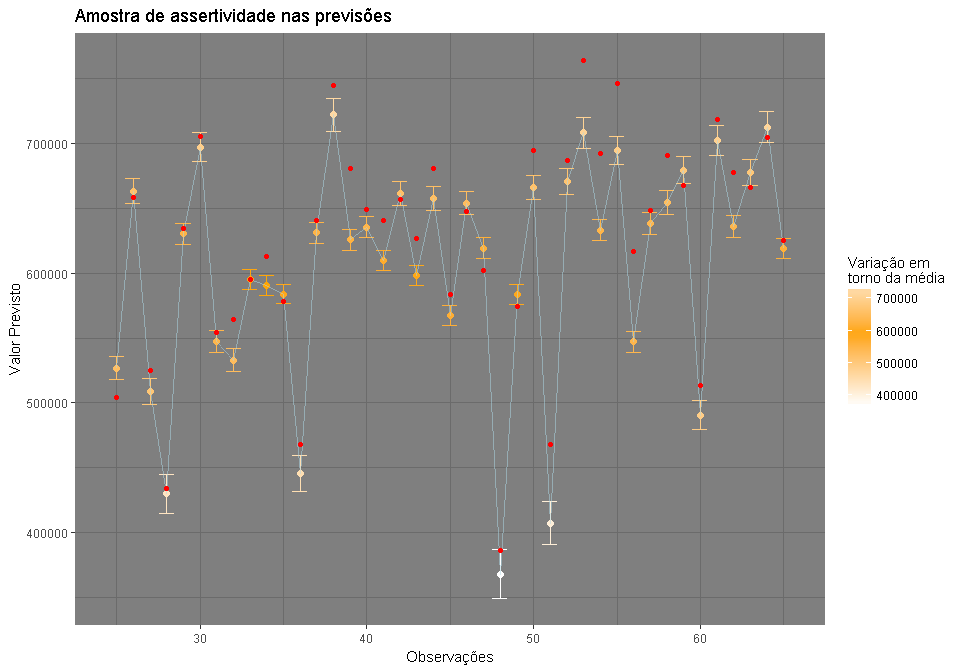 Amostra de assertividade nas previsões
Valor Previsto
700000
600000
500000
400000
30
40
50
60
Observações
Variação em
torno da média
700000
600000
500000
400000